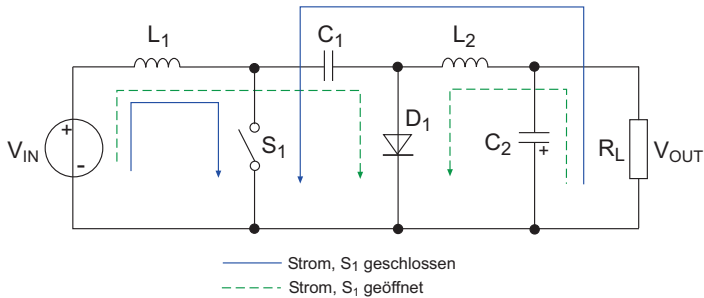 L1
C1
L2
+
-
VIN
S1
D1
C2
+
RL
VOUT
Strom, S1 geschlossen
Strom, S1 geöffnet